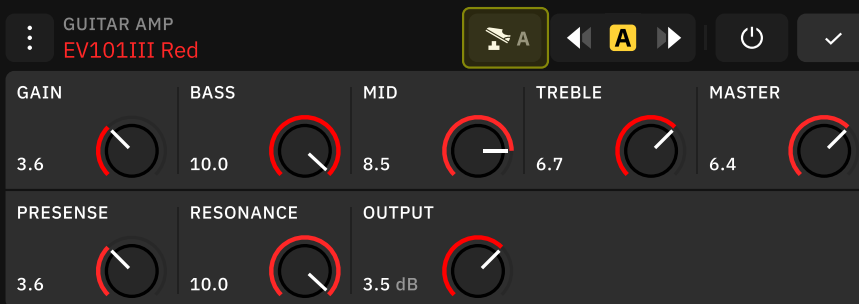 GUITAR AMP
EV101III Red
A
A
GAIN BASS MID TREBLE MASTER
3.6 10.0 8.5 6.7 6.4
PRESENSE RESONANCE OUTPUT
3.6 10.0 3.5 dB